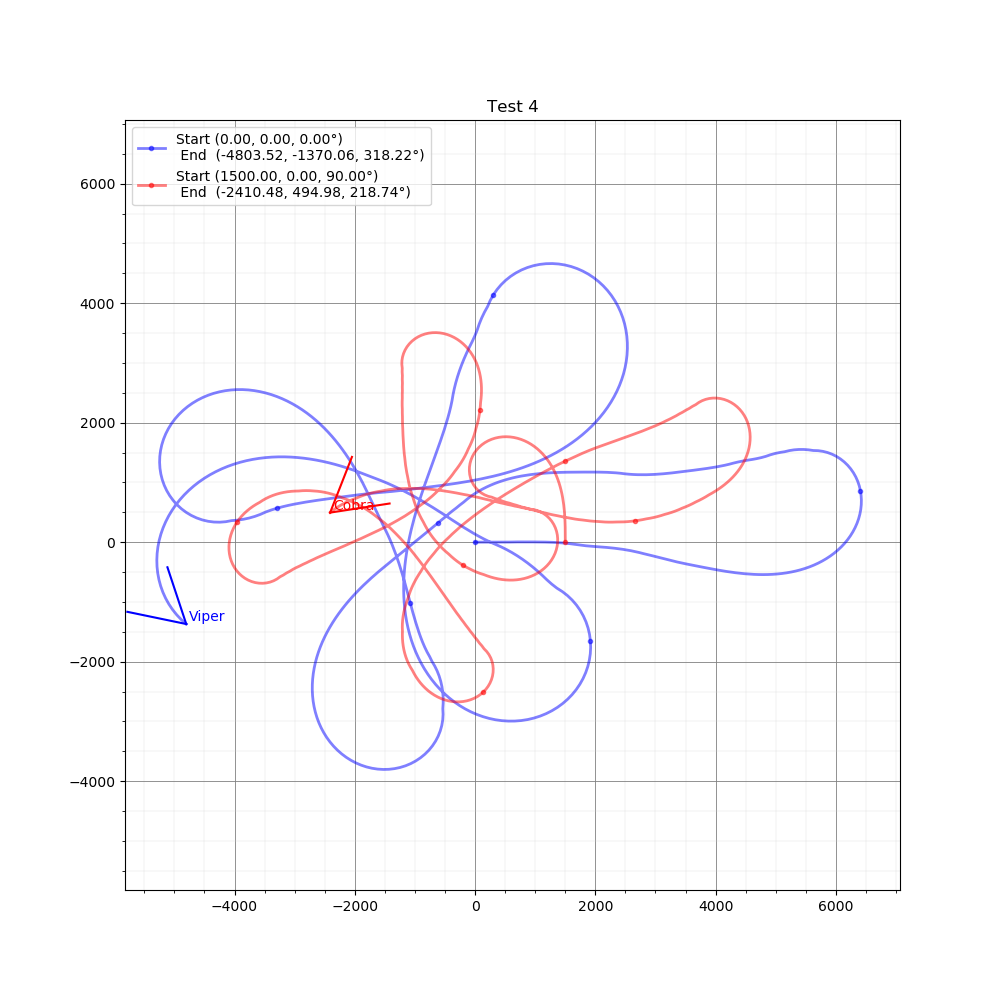 Test 4
Start (0.00, 0.00, 0.00°)
End (-4803.52, -1370.06, 318.22°)
Start (1500.00, 0.00, 90.00°)
End (-2410.48, 494.98, 218.74°)
6000
4000
2000
0
−2000
−4000
Cobra
Viper
−4000 −2000 0 2000 4000 6000